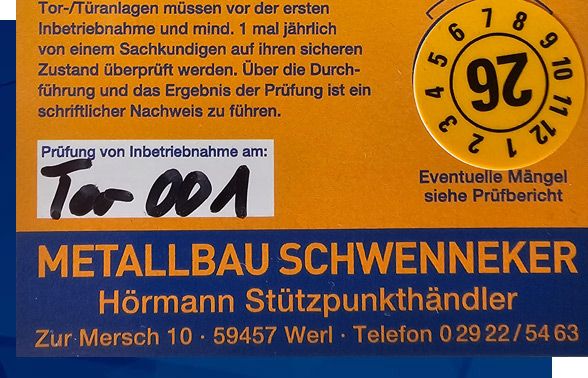 Tor-/Türanlagen müssen vor der ersten
Inbetriebnahme und mind. 1 mal jährlich
von einem Sachkundigen auf ihren sicheren
Zustand überprüft werden. Über die Durch-
führung und das Ergebnis der Prüfung ist ein
schriftlicher Nachweis zu führen.
1 2 3 4 5 6 7 8 9 10 11 12
26
Prüfung von Inbetriebnahme am:
Tor 001
Eventuelle Mängel
siehe Prüfbericht
METALLBAU SCHWENNEKER
Hörmann Stützpunkthändler
Zur Mersch 10 · 59457 Werl · Telefon 0 29 22 / 54 63